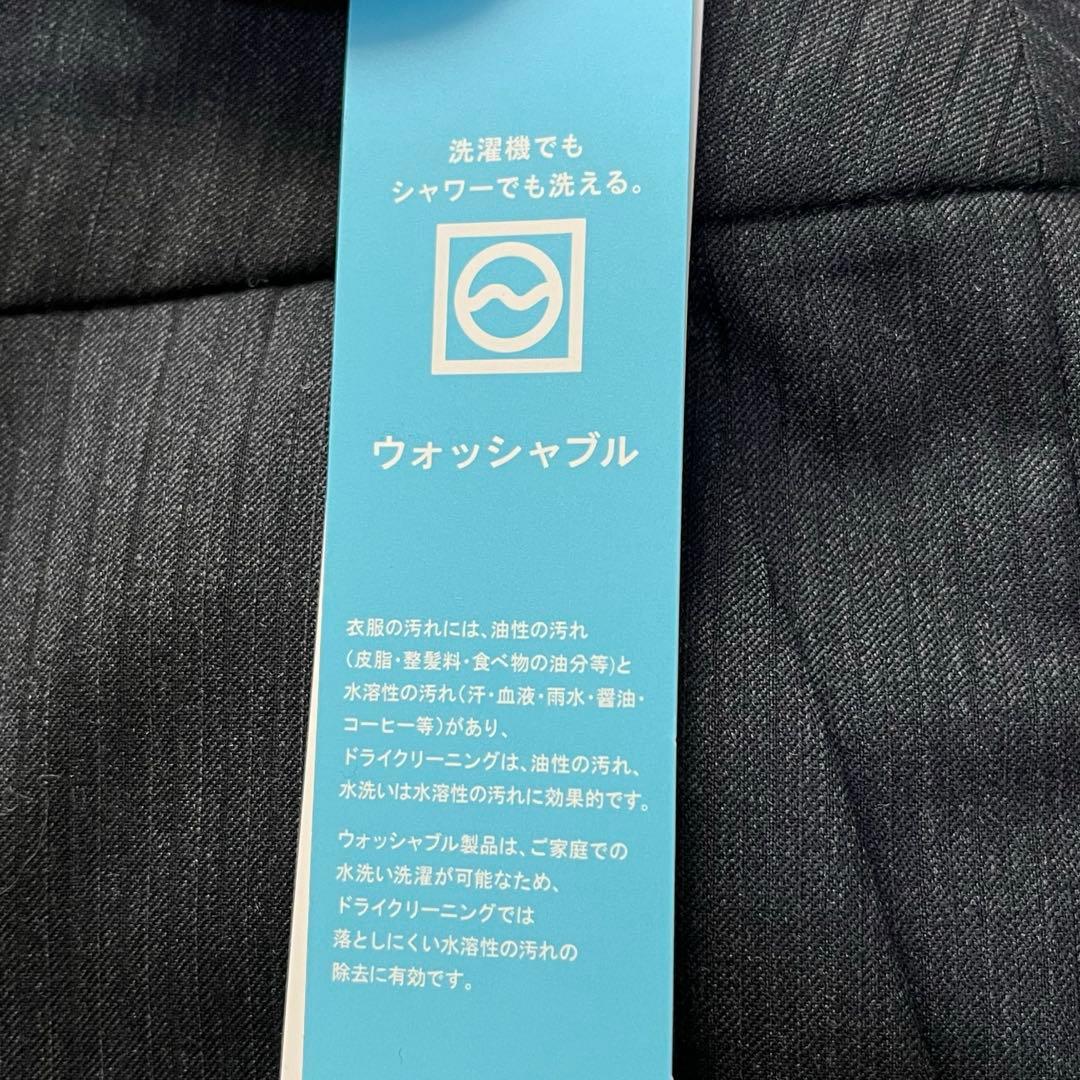 洗濯機でも
シャワーでも洗える。
ウォッシャブル
衣服の汚れには、油性の汚れ
(皮脂・整髪料・食べ物の油分等)と
水溶性の汚れ(汗・血液・雨水・醤油・
コーヒー等)があり、
ドライクリーニングは、油性の汚れ、
水洗いは水溶性の汚れに効果的です。
ウォッシャブル製品は、ご家庭での
水洗い洗濯が可能なため、
ドライクリーニングでは
落としにくい水溶性の汚れの
除去に有効です。